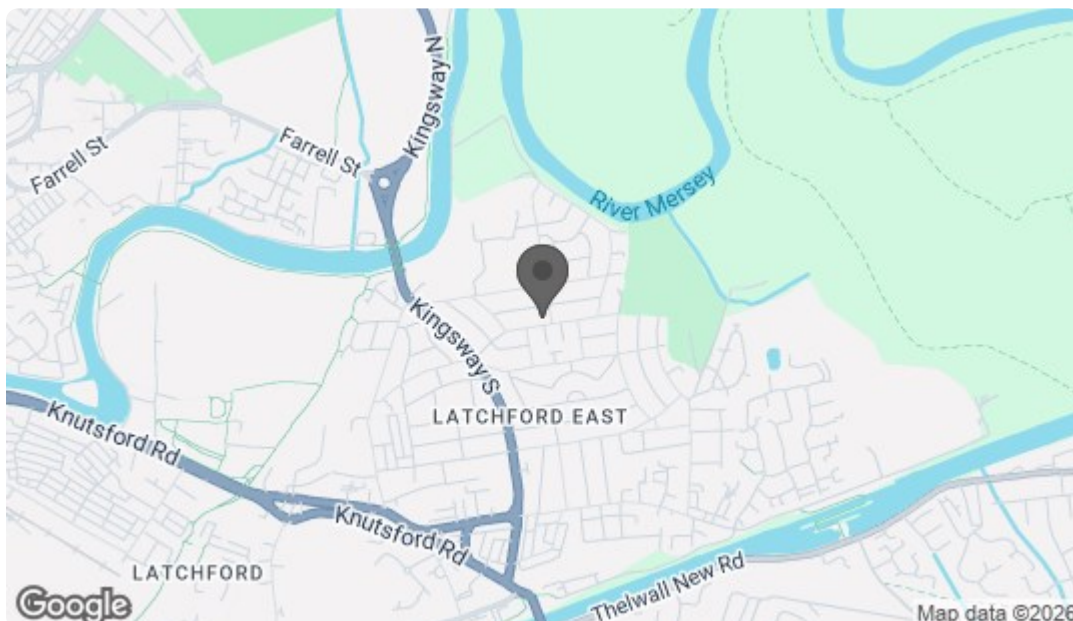 Kingsway N
Farrell St
Farrell St
River Mersey
Kingsway S
LATCHFORD EAST
Knutsford Rd
Knutsford Rd
LATCHFORD
Thelwall New Rd
Google
Map data ©2026